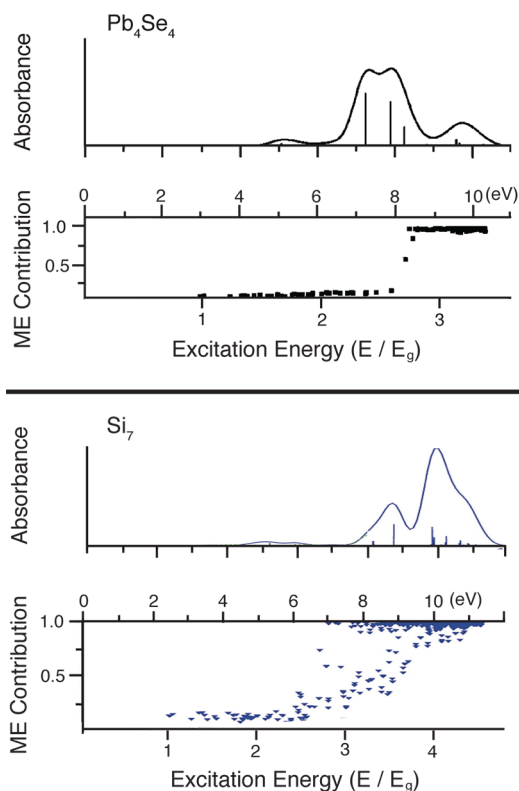 Pb₄Se₄
Absorbance
0 2 4 6 8 10 (eV)
1.0
0.5
ME Contribution
1 2 3
Excitation Energy (E / E_g)
Si₇
Absorbance
0 2 4 6 8 10 (eV)
1.0
0.5
ME Contribution
1 2 3 4
Excitation Energy (E / E_g)